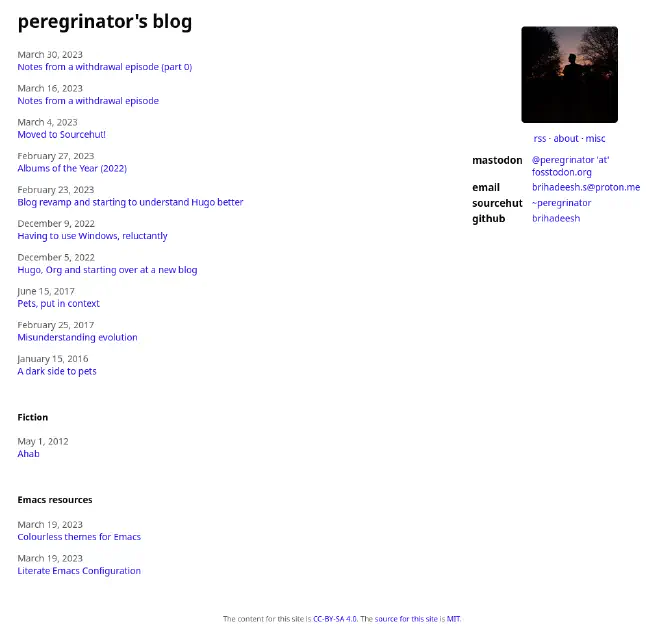 peregrinator's blog
March 30, 2023
Notes from a withdrawal episode (part 0)
March 16, 2023
Notes from a withdrawal episode
March 4, 2023
Moved to Sourcehut!
February 27, 2023
Albums of the Year (2022)
February 23, 2023
Blog revamp and starting to understand Hugo better
December 9, 2022
Having to use Windows, reluctantly
December 5, 2022
Hugo, Org and starting over at a new blog
June 15, 2017
Pets, put in context
February 25, 2017
Misunderstanding evolution
January 15, 2016
A dark side to pets
Fiction
May 1, 2012
Ahab
Emacs resources
March 19, 2023
Colourless themes for Emacs
March 19, 2023
Literate Emacs Configuration
rss · about · misc
mastodon @peregrinator 'at'
fosstodon.org
email brihadeesh.s@proton.me
sourcehut ~peregrinator
github brihadeesh
The content for this site is CC-BY-SA 4.0. The source for this site is MIT.